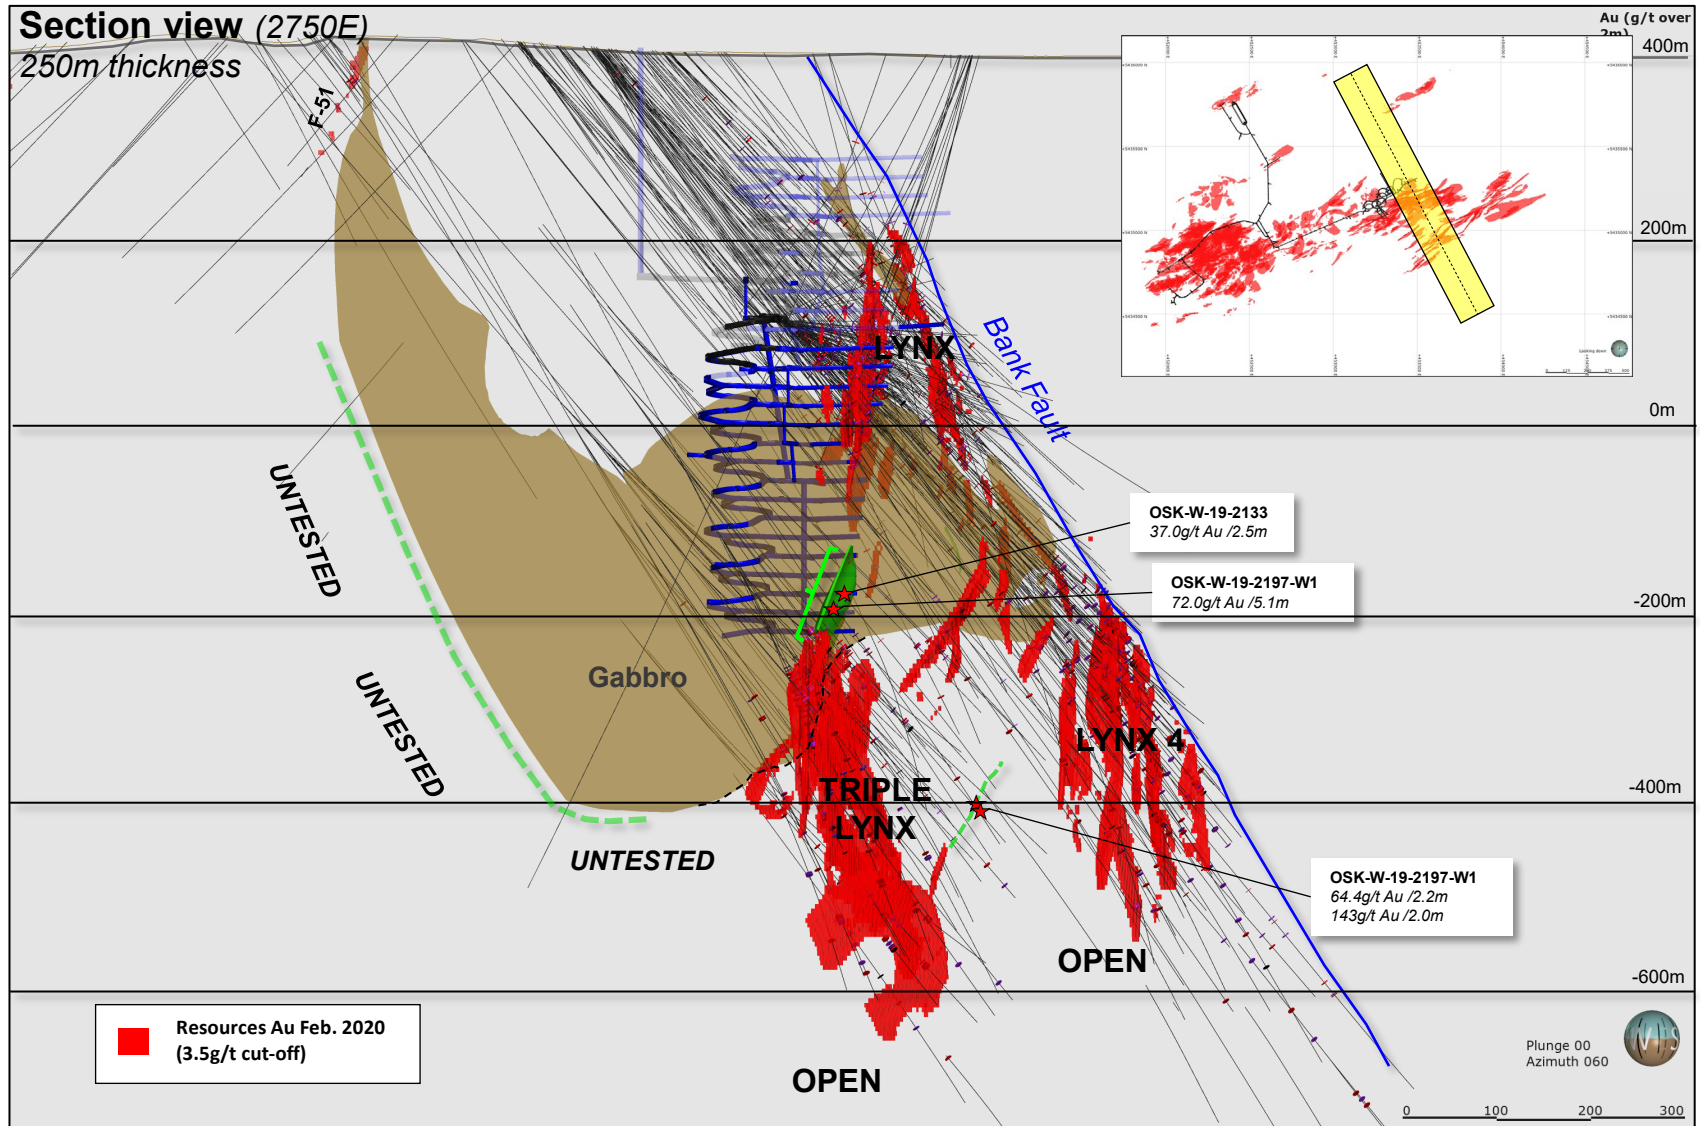 Section view (2750E)
250m thickness
Au (g/t over
2m)
400m
F-51
200m
LYNX
Bank Fault
0m
UNTESTED
OSK-W-19-2133
37.0g/t Au /2.5m
OSK-W-19-2197-W1
72.0g/t Au /5.1m
-200m
Gabbro
UNTESTED
LYNX 4
TRIPLE
LYNX
-400m
UNTESTED
OSK-W-19-2197-W1
64.4g/t Au /2.2m
143g/t Au /2.0m
OPEN
-600m
Resources Au Feb. 2020
(3.5g/t cut-off)
OPEN
Plunge 00
Azimuth 060
0 100 200 300
Looking down